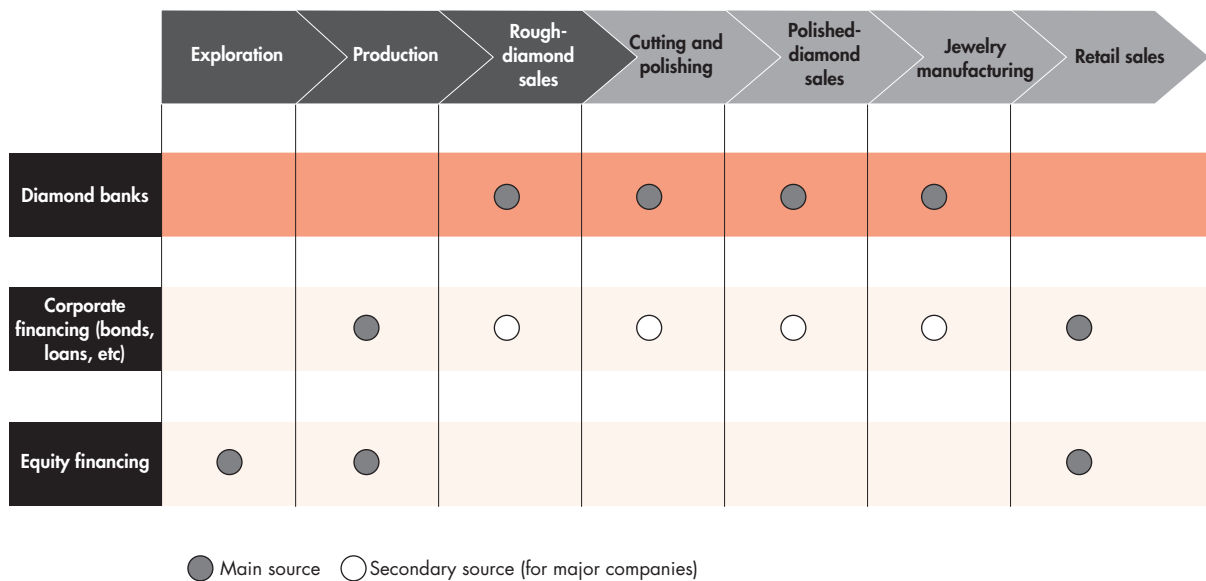 Exploration
Production
Rough-
diamond
sales
Cutting and
polishing
Polished-
diamond
sales
Jewelry
manufacturing
Retail sales
Diamond banks
Corporate
financing (bonds,
loans, etc)
Equity financing
Main source
Secondary source (for major companies)